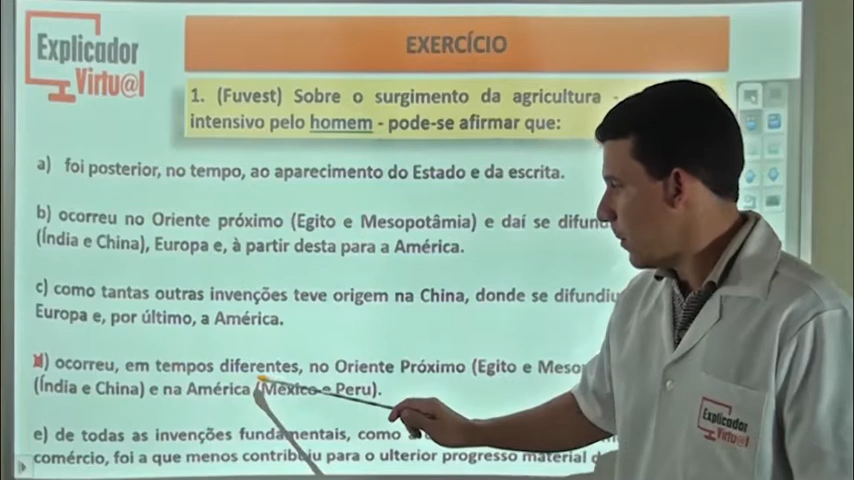 Explicador
Virtu@l
EXERCÍCIO
1. (Fuvest) Sobre o surgimento da agricultura -
intensivo pelo homem - pode-se afirmar que:
a) foi posterior, no tempo, ao aparecimento do Estado e da escrita.
b) ocorreu no Oriente próximo (Egito e Mesopotâmia) e daí se
(Índia e China), Europa e, à partir desta para a América.
c) como tantas outras invenções teve origem na China, donde se
Europa e, por último, a América.
d) ocorreu, em tempos diferentes, no Oriente Próximo (Egito e
(Índia e China) e na América (México e Peru).
e) de todas as invenções fundamentais, como a
comércio, foi a que menos contribuiu para o ulterior progresso material
Explicador
Virtu@l